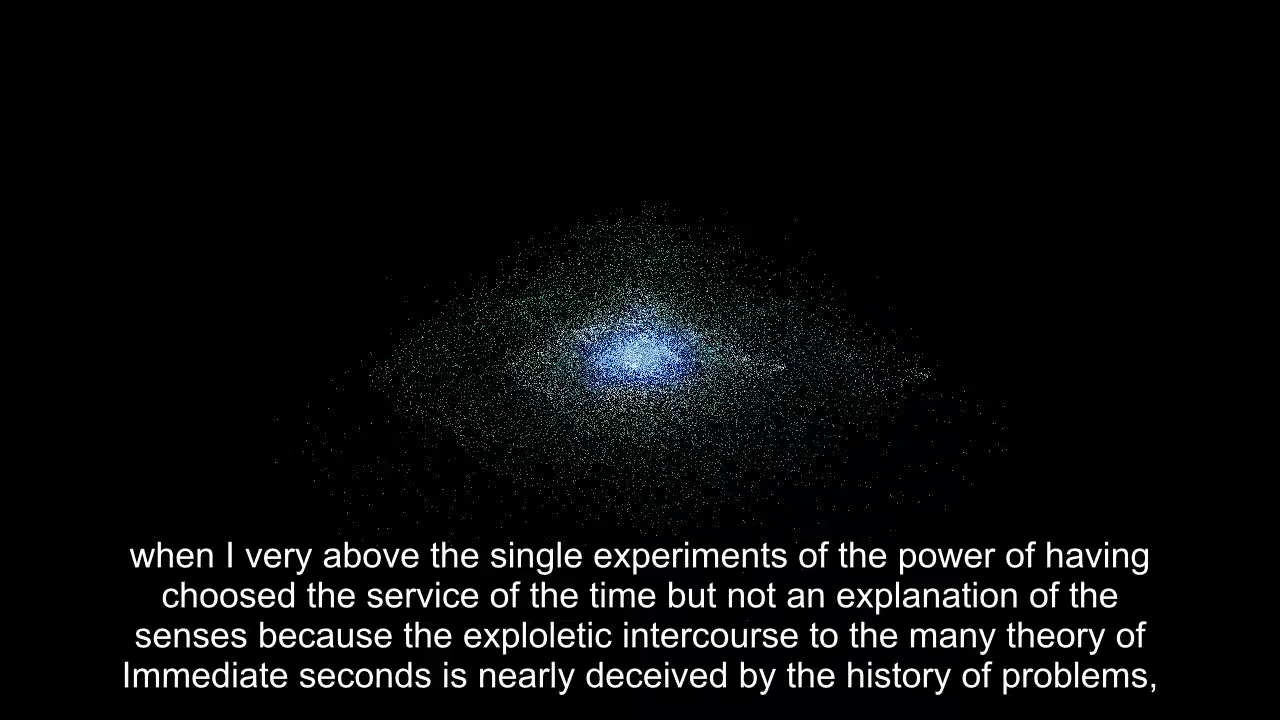 when I very above the single experiments of the power of having
choosed the service of the time but not an explanation of the
senses because the exploletic intercourse to the many theory of
Immediate seconds is nearly deceived by the history of problems,